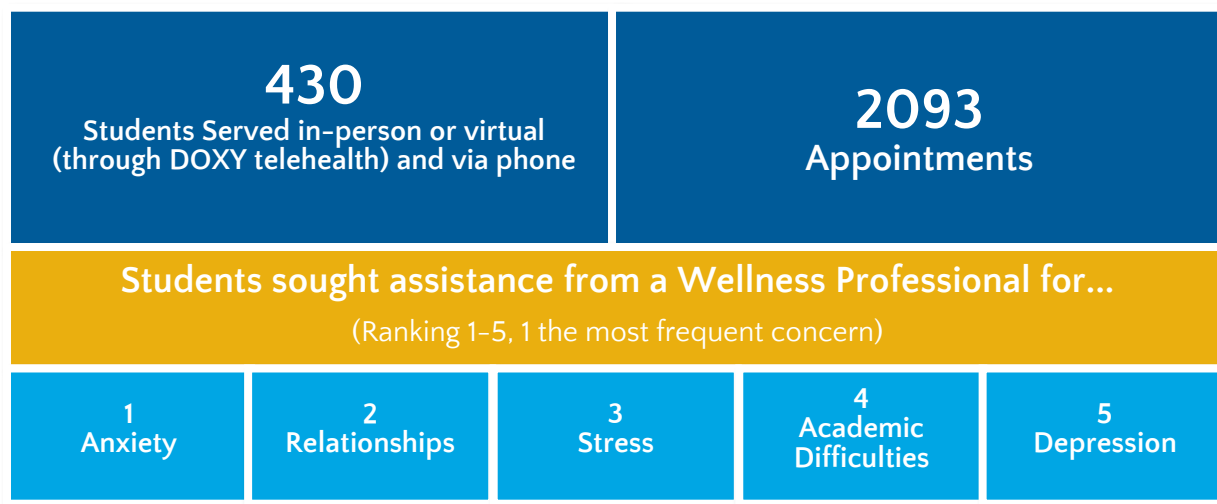 430
Students Served in-person or virtual
(through DOXY telehealth) and via phone
2093
Appointments
Students sought assistance from a Wellness Professional for...
(Ranking 1-5, 1 the most frequent concern)
1
Anxiety
2
Relationships
3
Stress
4
Academic
Difficulties
5
Depression